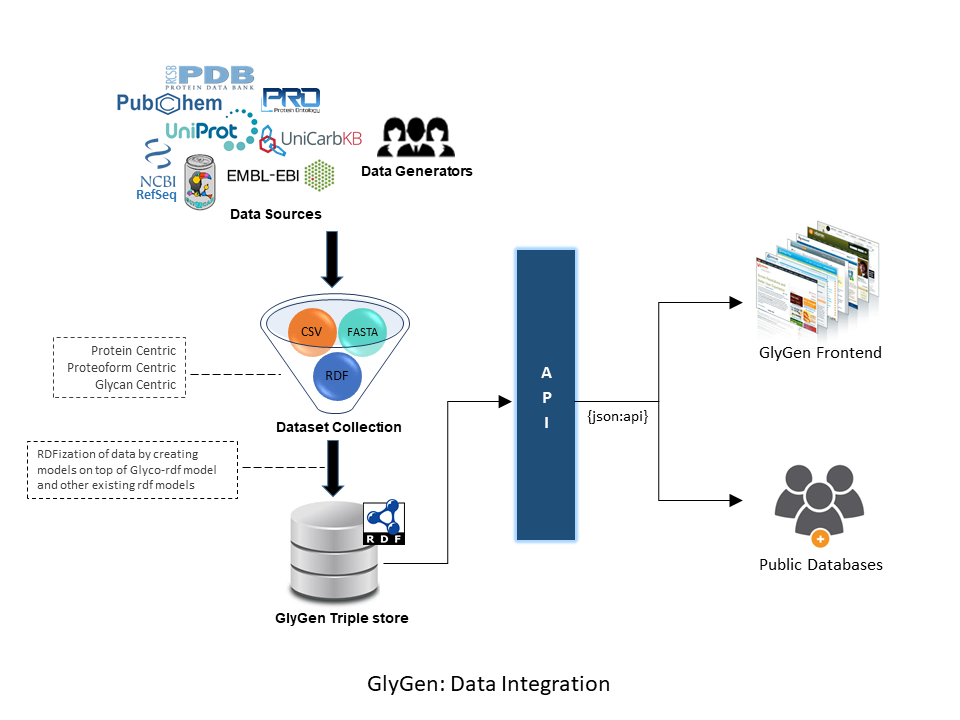 RCSB PDB
PROTEIN DATA BANK
PubChem
PRO
Protein Ontology
UniProt
UniCarbKB
NCBI
RefSeq
EMBL-EBI
Data Generators
Data Sources
CSV
FASTA
RDF
Protein Centric
Proteoform Centric
Glycan Centric
Dataset Collection
RDFization of data by creating
models on top of Glyco-rdf model
and other existing rdf models
RDF
GlyGen Triple store
A
P
I
{json:api}
GlyGen Frontend
Public Databases
GlyGen: Data Integration